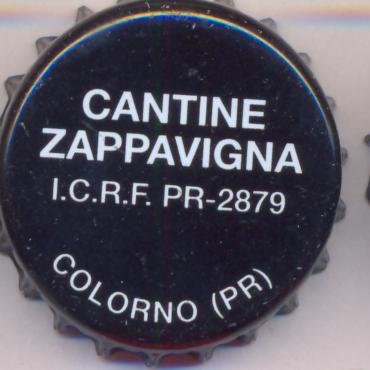 CANTINE
ZAPPAVIGNA
I.C.R.F. PR-2879
COLORNO (PR)